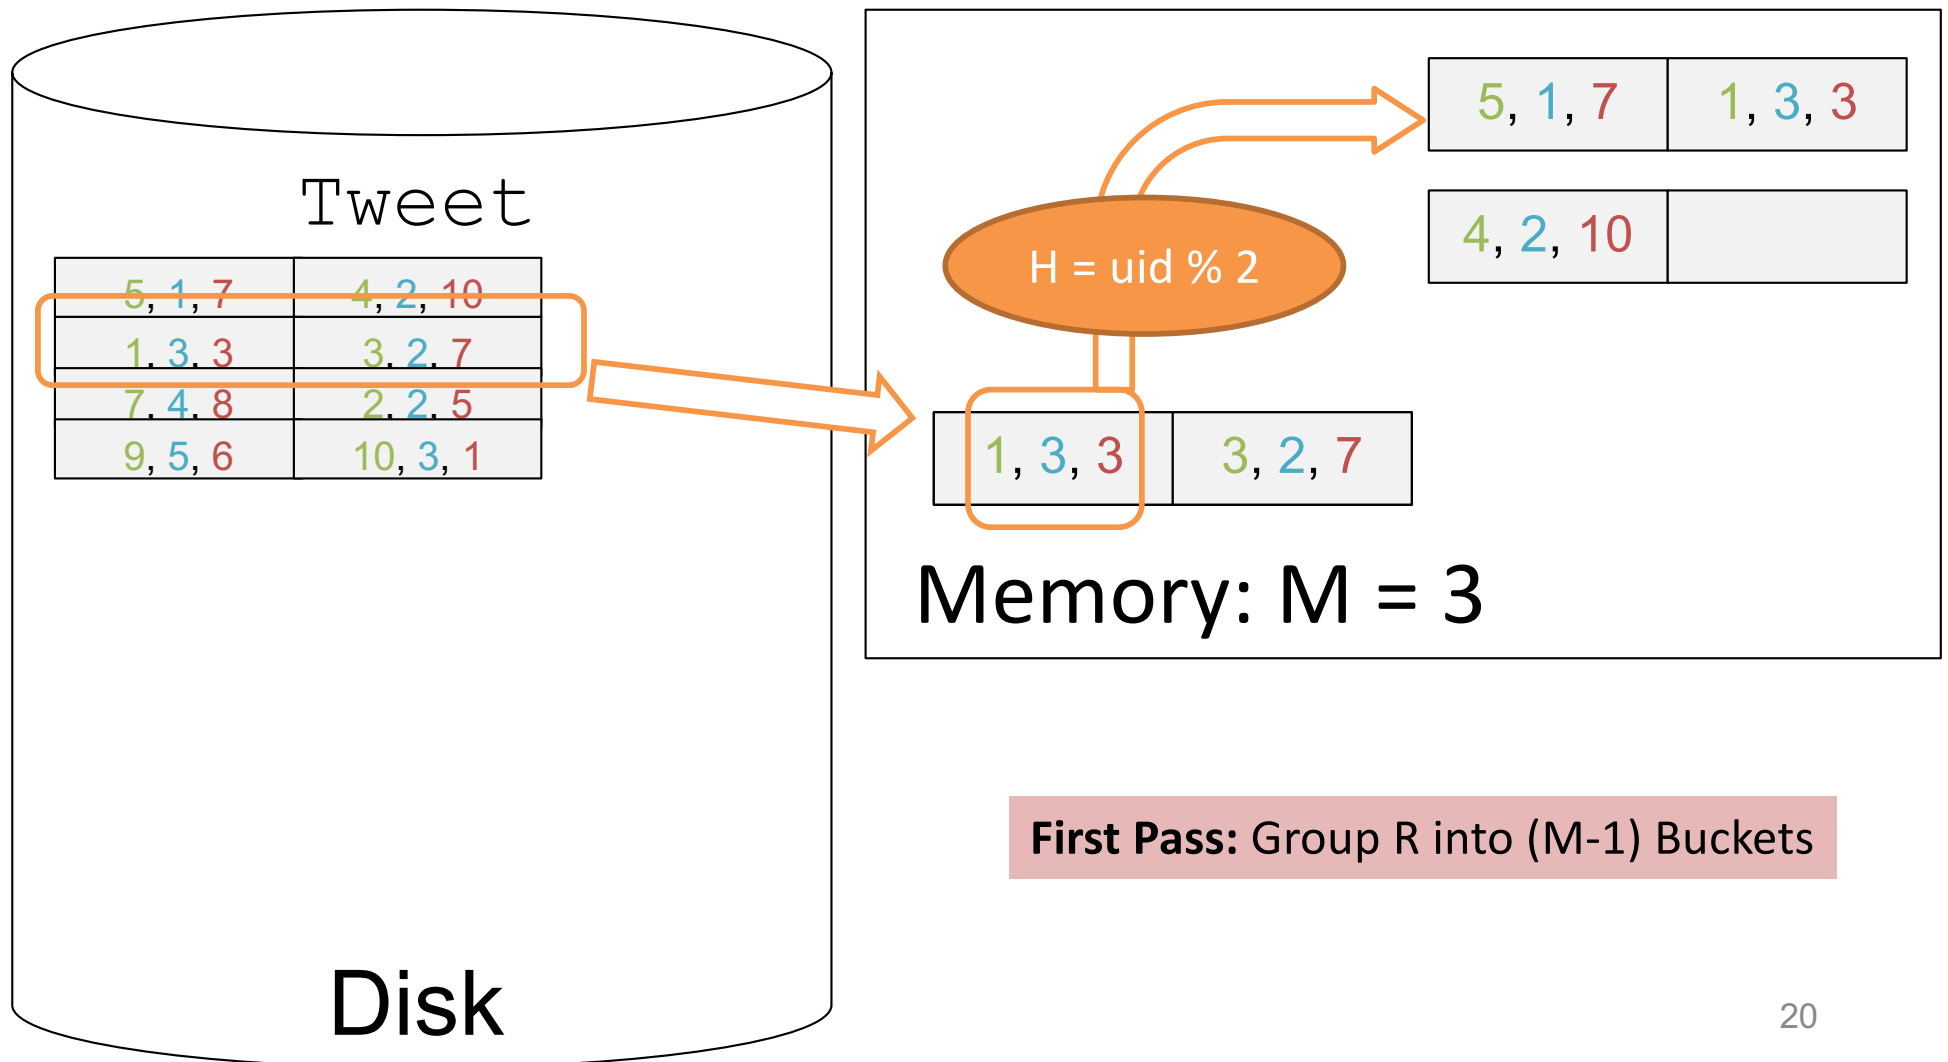 Tweet
5, 1, 7 4, 2, 10
1, 3, 3 3, 2, 7
7, 4, 8 2, 2, 5
9, 5, 6 10, 3, 1
Disk
5, 1, 7 1, 3, 3
4, 2, 10
H = uid % 2
1, 3, 3 3, 2, 7
Memory: M = 3
First Pass: Group R into (M-1) Buckets
20